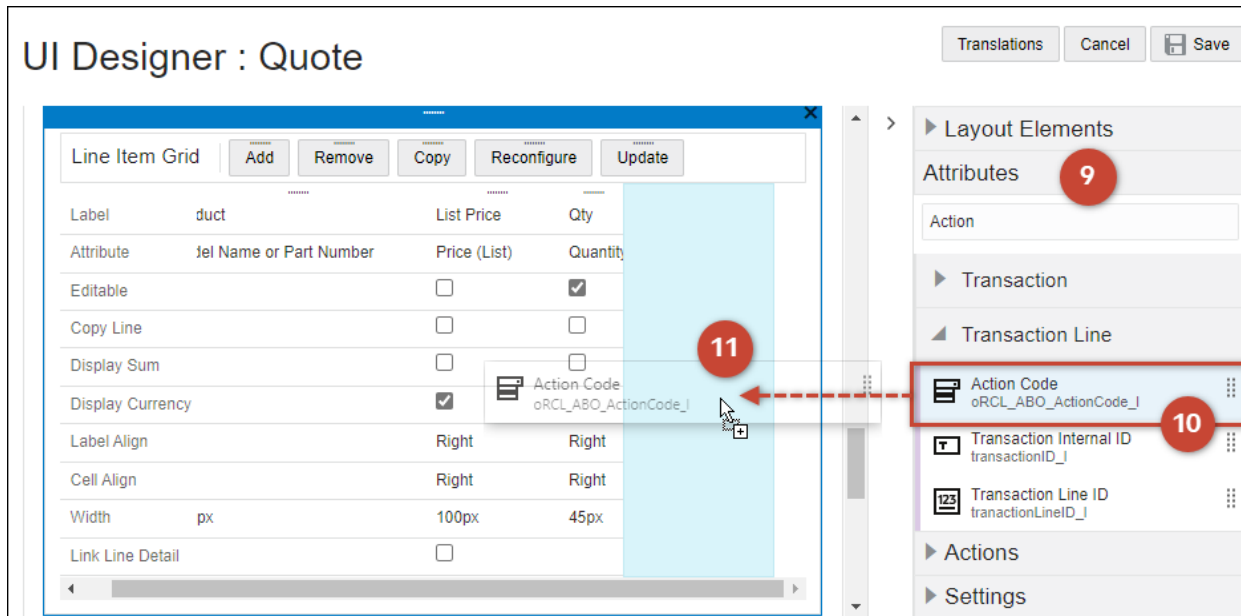 UI Designer : Quote
Translations Cancel Save
Line Item Grid Add Remove Copy Reconfigure Update
Label duct List Price Qty
Attribute del Name or Part Number Price (List) Quantity
Editable
Copy Line
Display Sum
Display Currency
Label Align Right Right
Cell Align Right Right
Width px 100px 45px
Link Line Detail
11
Action Code
oRCL_ABO_ActionCode_l
Layout Elements
Attributes 9
Action
Transaction
Transaction Line
Action Code
oRCL_ABO_ActionCode_l
10
Transaction Internal ID
transactionID_l
123 Transaction Line ID
tranactionLineID_l
Actions
Settings